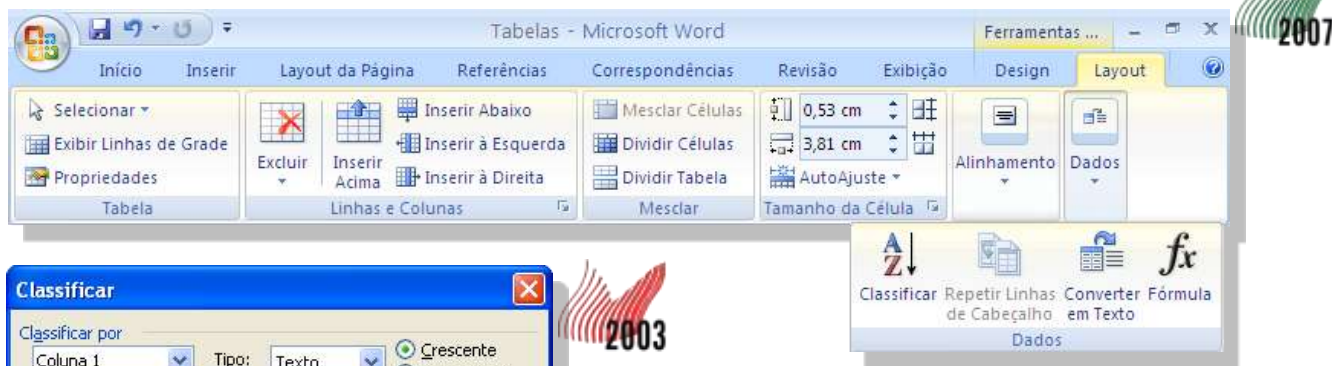 Tabelas - Microsoft Word
Ferramentas ...
2007
Início Inserir Layout da Página Referências Correspondências Revisão Exibição Design Layout
Selecionar
Exibir Linhas de Grade
Propriedades
Tabela
Excluir
Inserir
Acima
Inserir Abaixo
Inserir à Esquerda
Inserir à Direita
Linhas e Colunas
Mesclar Células
Dividir Células
Dividir Tabela
Mesclar
0,53 cm
3,81 cm
AutoAjuste
Tamanho da Célula
Alinhamento
Dados
Classificar
Repetir Linhas
de Cabeçalho
Converter
em Texto
Fórmula
Dados
Classificar
Classificar por
Coluna 1 Tipo: Texto Crescente
2003